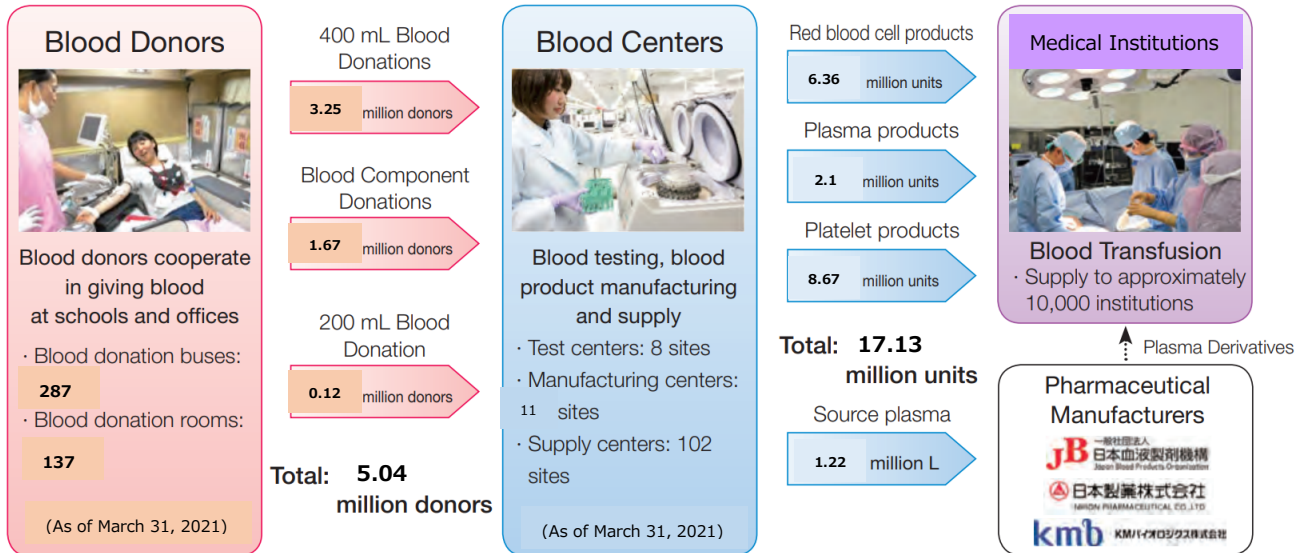 Blood Donors
Blood donors cooperate
in giving blood
at schools and offices
· Blood donation buses:
287
· Blood donation rooms:
137
(As of March 31, 2021)
400 mL Blood
Donations
3.25 million donors
Blood Component
Donations
1.67 million donors
200 mL Blood
Donation
0.12 million donors
Total: 5.04
million donors
Blood Centers
Blood testing, blood
product manufacturing
and supply
· Test centers: 8 sites
· Manufacturing centers:
11 sites
· Supply centers: 102
sites
(As of March 31, 2021)
Red blood cell products
6.36 million units
Plasma products
2.1 million units
Platelet products
8.67 million units
Total: 17.13
million units
Source plasma
1.22 million L
Medical Institutions
Blood Transfusion
· Supply to approximately
10,000 institutions
Plasma Derivatives
Pharmaceutical
Manufacturers
JB 一般社団法人
日本血液製剤機構
Japan Blood Products Organization
日本製薬株式会社
NIHON PHARMACEUTICAL CO.,LTD
kmb KMバイオロジクス株式会社